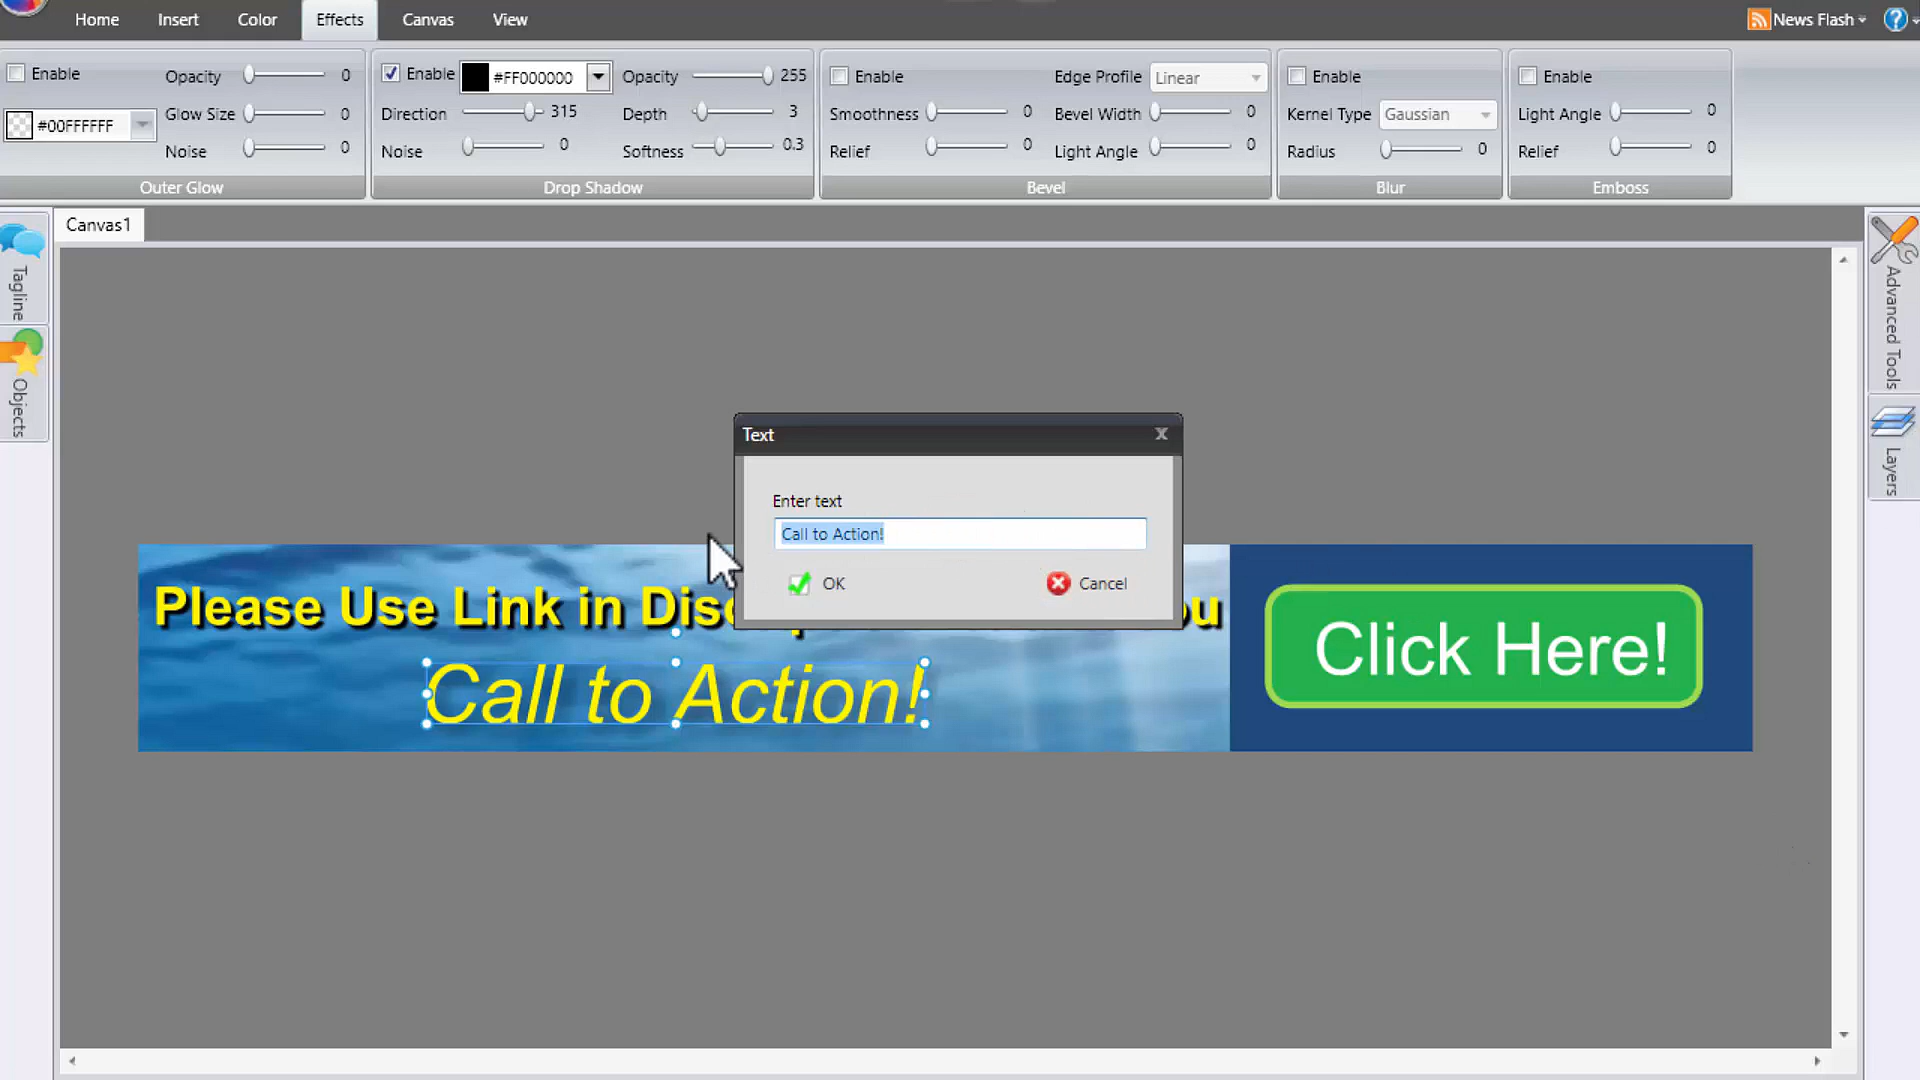 Home Insert Color Effects Canvas View News Flash ?
Enable Opacity 0
#00FFFFFF Glow Size 0
Noise 0
Outer Glow
Enable #FF000000 Opacity 255
Direction 315 Depth 3
Noise 0 Softness 0.3
Drop Shadow
Enable Edge Profile Linear
Smoothness 0 Bevel Width 0
Relief 0 Light Angle 0
Bevel
Enable
Kernel Type Gaussian
Radius 0
Blur
Enable
Light Angle 0
Relief 0
Emboss
Canvas1
Tagline
Objects
Advanced Tools
Layers
Text X
Enter text
Call to Action!
OK Cancel
Please Use Link in
Call to Action!
Click Here!